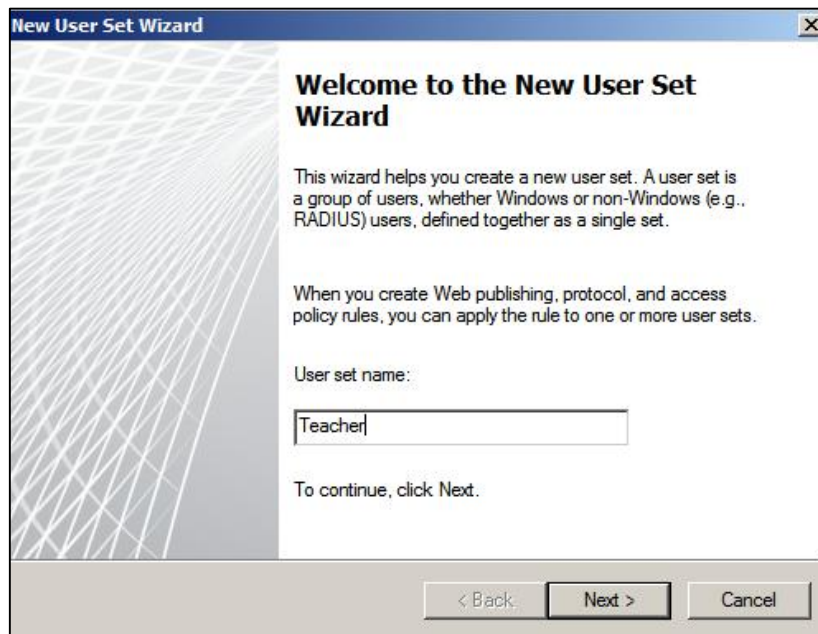 New User Set Wizard
Welcome to the New User Set
Wizard
This wizard helps you create a new user set. A user set is
a group of users, whether Windows or non-Windows (e.g.,
RADIUS) users, defined together as a single set.
When you create Web publishing, protocol, and access
policy rules, you can apply the rule to one or more user sets.
User set name:
Teacher
To continue, click Next.
< Back Next > Cancel